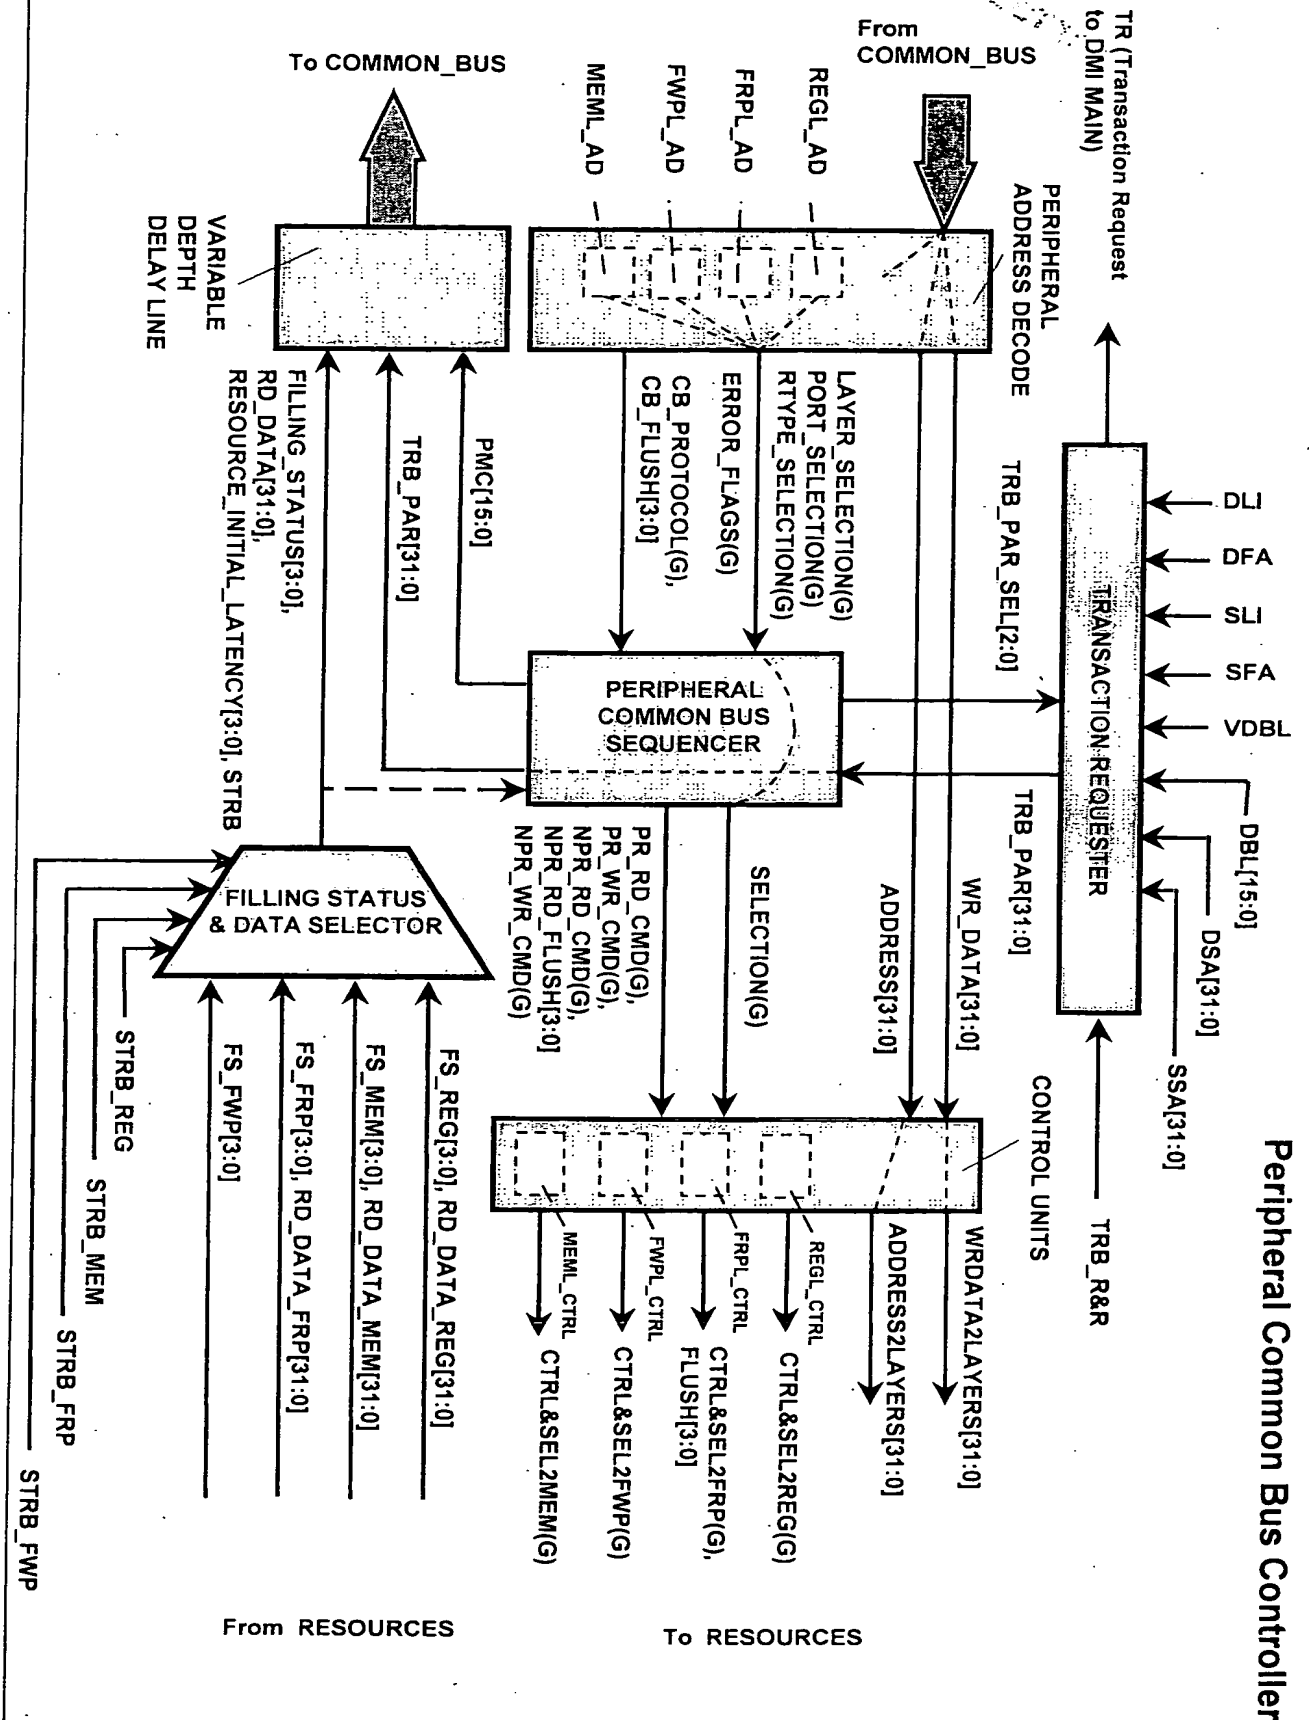 Peripheral Common Bus Controller
TR (Transaction Request
to DMI MAIN)
From
COMMON_BUS
To COMMON_BUS
REGL_AD
FRPL_AD
FWPL_AD
MEML_AD
PERIPHERAL
ADDRESS DECODE
VARIABLE
DEPTH
DELAY LINE
DLI
DFA
SLI
SFA
VDBL
DBL[15:0]
DSA[31:0]
SSA[31:0]
TRB_R&R
TRANSACTION REQUESTER
TRB_PAR_SEL[2:0]
TRB_PAR[31:0]
LAYER_SELECTION(G)
PORT_SELECTION(G)
RTYPE_SELECTION(G)
ERROR_FLAGS(G)
CB_PROTOCOL(G),
CB_FLUSH[3:0]
PMC[15:0]
TRB_PAR[31:0]
FILLING_STATUS[3:0],
RD_DATA[31:0],
RESOURCE_INITIAL_LATENCY[3:0], STRB
PERIPHERAL
COMMON BUS
SEQUENCER
WR_DATA[31:0]
ADDRESS[31:0]
SELECTION(G)
PR_RD_CMD(G),
PR_WR_CMD(G),
NPR_RD_CMD(G),
NPR_RD_FLUSH[3:0]
NPR_WR_CMD(G)
FILLING STATUS
& DATA SELECTOR
STRB_REG
STRB_MEM
STRB_FRP
STRB_FWP
FS_REG[3:0], RD_DATA_REG[31:0]
FS_MEM[3:0], RD_DATA_MEM[31:0]
FS_FRP[3:0], RD_DATA_FRP[31:0]
FS_FWP[3:0]
CONTROL UNITS
REGL_CTRL
FRPL_CTRL
FWPL_CTRL
MEML_CTRL
WRDATA2LAYERS[31:0]
ADDRESS2LAYERS[31:0]
CTRL&SEL2REG(G)
CTRL&SEL2FRP(G),
FLUSH[3:0]
CTRL&SEL2FWP(G)
CTRL&SEL2MEM(G)
From RESOURCES
To RESOURCES